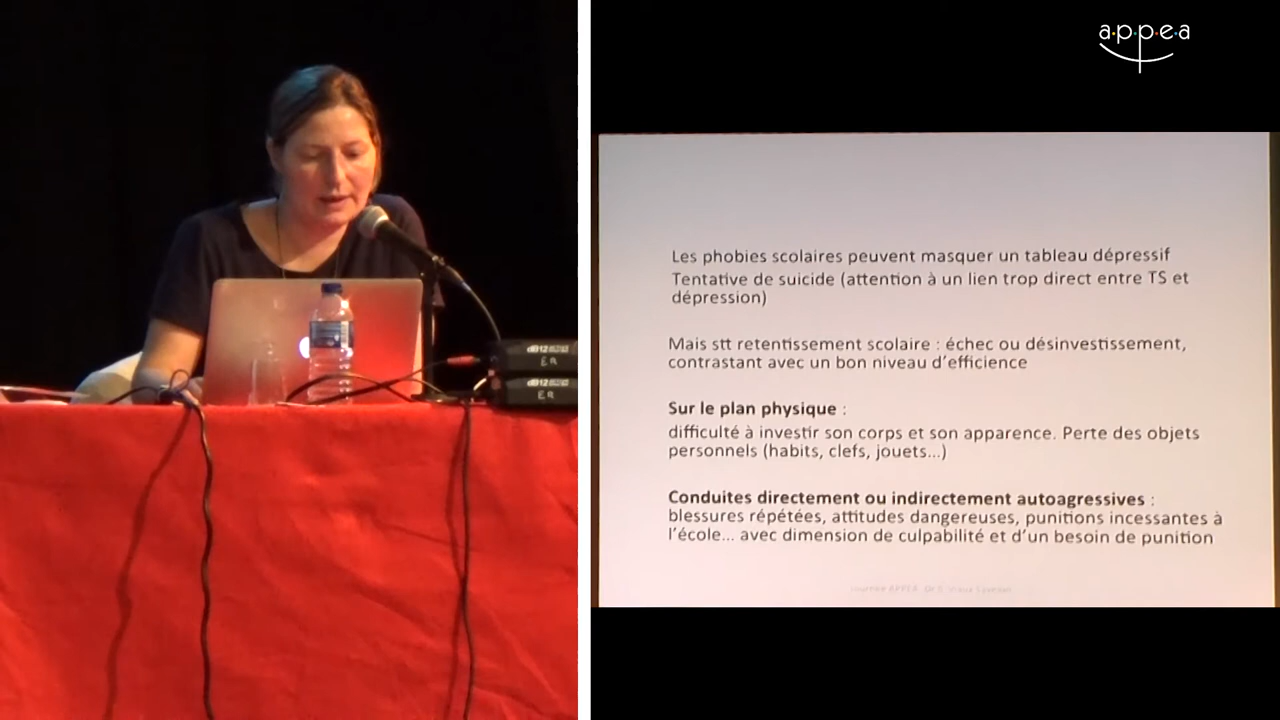 a·p·p·e·a
Les phobies scolaires peuvent masquer un tableau dépressif
Tentative de suicide (attention à un lien trop direct entre TS et
dépression)
Mais stt retentissement scolaire : échec ou désinvestissement,
contrastant avec un bon niveau d’efficience
Sur le plan physique :
difficulté à investir son corps et son apparence. Perte des objets
personnels (habits, clefs, jouets...)
Conduites directement ou indirectement autoagressives :
blessures répétées, attitudes dangereuses, punitions incessantes à
l’école... avec dimension de culpabilité et d’un besoin de punition
Journée APPEA